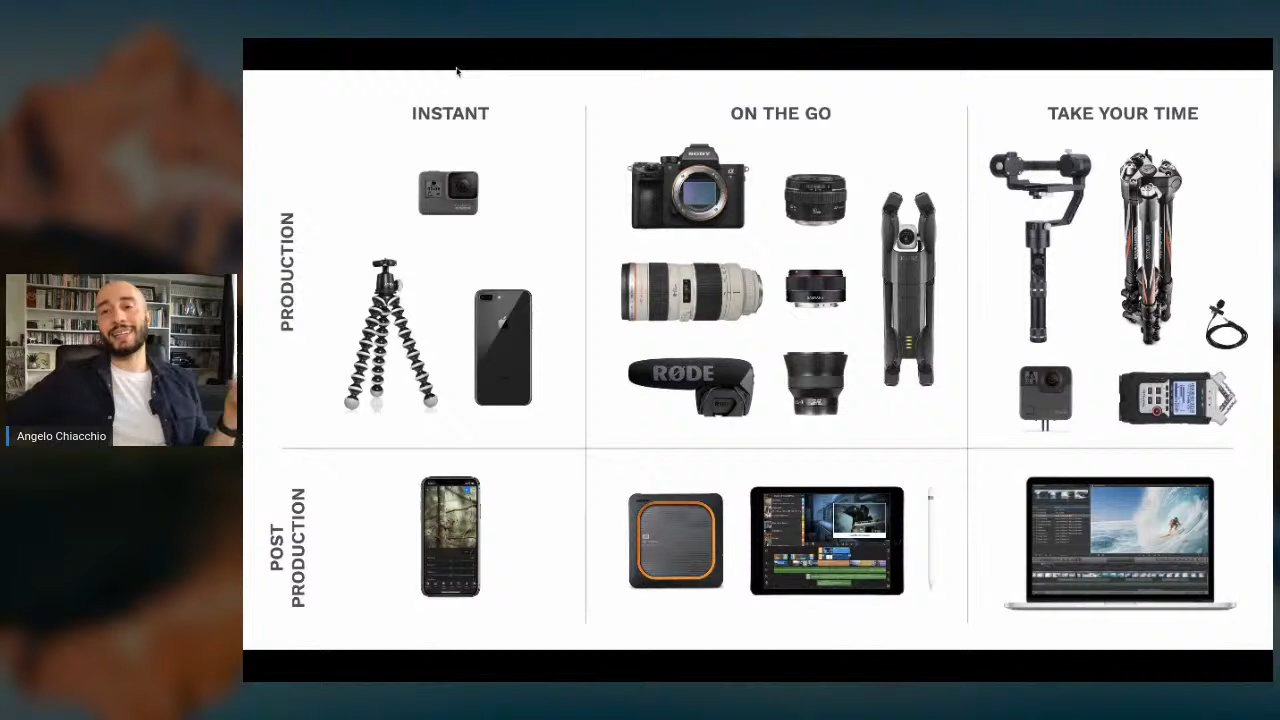 INSTANT
ON THE GO
TAKE YOUR TIME
PRODUCTION
SONY
RØDE
Angelo Chiacchio
POST
PRODUCTION